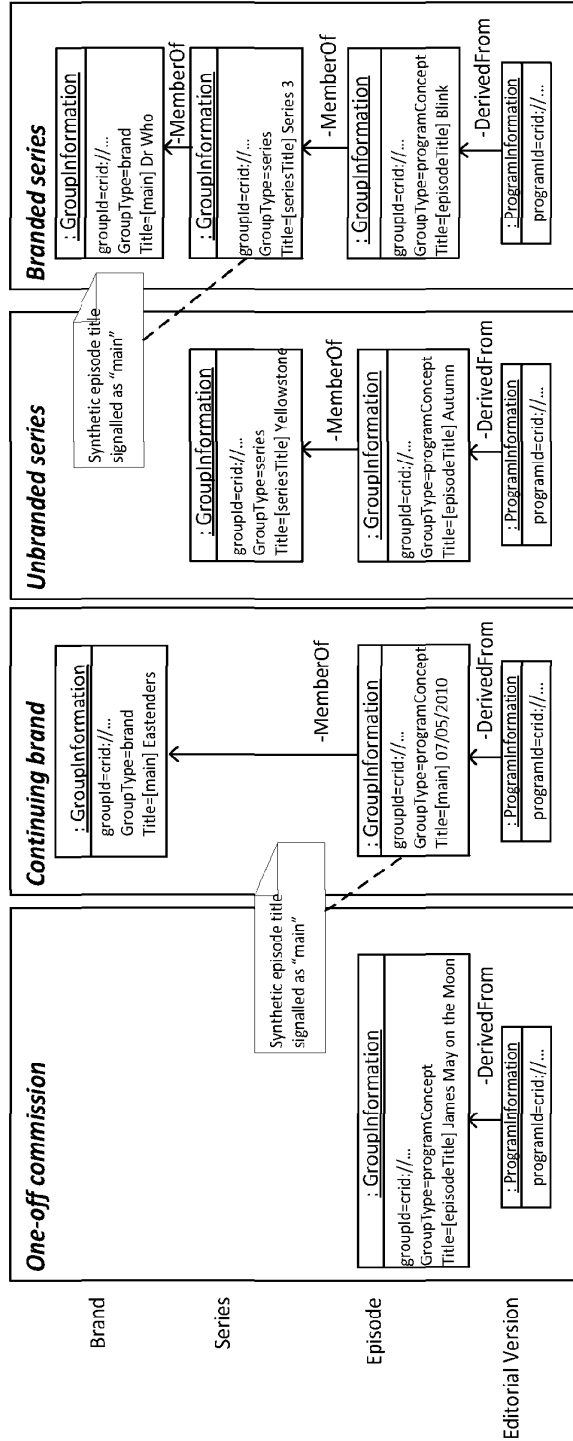 One-off commission
Continuing brand
Unbranded series
Branded series
Brand
Series
Episode
Editorial Version
: GroupInformation
groupId=crid://...
GroupType=programConcept
Title=[episodeTitle] James May on the Moon
-DerivedFrom
: ProgramInformation
programId=crid://...
Synthetic episode title
signalled as "main"
: GroupInformation
groupId=crid://...
GroupType=brand
Title=[main] Eastenders
-MemberOf
: GroupInformation
groupId=crid://...
GroupType=programConcept
Title=[main] 07/05/2010
-DerivedFrom
: ProgramInformation
programId=crid://...
: GroupInformation
groupId=crid://...
GroupType=series
Title=[seriesTitle] Yellowstone
-MemberOf
: GroupInformation
groupId=crid://...
GroupType=programConcept
Title=[episodeTitle] Autumn
-DerivedFrom
: ProgramInformation
programId=crid://...
Synthetic episode title
signalled as "main"
: GroupInformation
groupId=crid://...
GroupType=brand
Title=[main] Dr Who
-MemberOf
: GroupInformation
groupId=crid://...
GroupType=series
Title=[seriesTitle] Series 3
-MemberOf
: GroupInformation
groupId=crid://...
GroupType=programConcept
Title=[episodeTitle] Blink
-DerivedFrom
: ProgramInformation
programId=crid://...